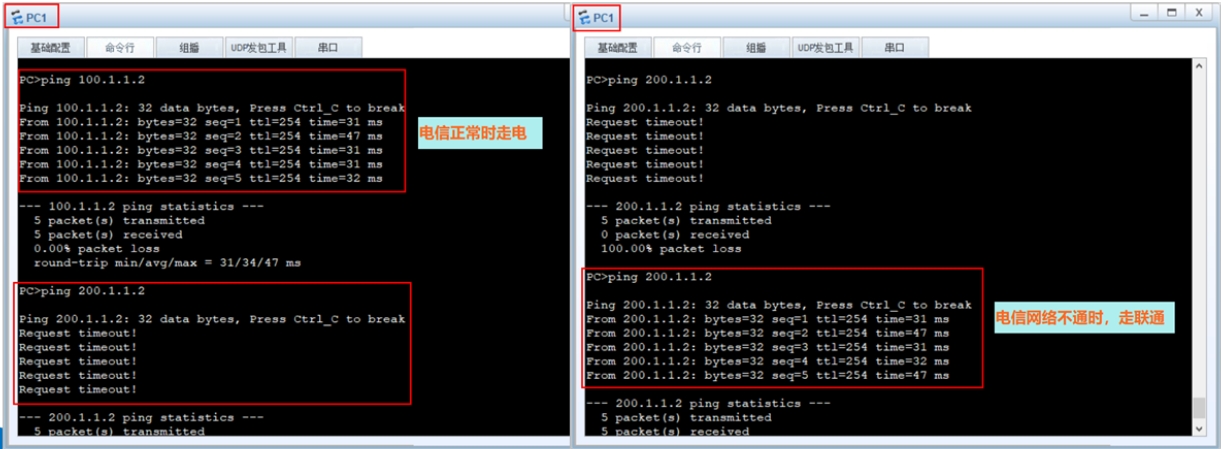 PC1
基础配置 命令行 组播 UDP发包工具 串口
PC>ping 100.1.1.2
Ping 100.1.1.2: 32 data bytes, Press Ctrl_C to break
From 100.1.1.2: bytes=32 seq=1 ttl=254 time=31 ms
From 100.1.1.2: bytes=32 seq=2 ttl=254 time=47 ms
From 100.1.1.2: bytes=32 seq=3 ttl=254 time=31 ms
From 100.1.1.2: bytes=32 seq=4 ttl=254 time=31 ms
From 100.1.1.2: bytes=32 seq=5 ttl=254 time=32 ms
电信正常时走电
--- 100.1.1.2 ping statistics ---
5 packet(s) transmitted
5 packet(s) received
0.00% packet loss
round-trip min/avg/max = 31/34/47 ms
PC>ping 200.1.1.2
Ping 200.1.1.2: 32 data bytes, Press Ctrl_C to break
Request timeout!
Request timeout!
Request timeout!
Request timeout!
Request timeout!
--- 200.1.1.2 ping statistics ---
5 packet(s) transmitted
PC1
基础配置 命令行 组播 UDP发包工具 串口
PC>ping 200.1.1.2
Ping 200.1.1.2: 32 data bytes, Press Ctrl_C to break
Request timeout!
Request timeout!
Request timeout!
Request timeout!
Request timeout!
--- 200.1.1.2 ping statistics ---
5 packet(s) transmitted
0 packet(s) received
100.00% packet loss
PC>ping 200.1.1.2
Ping 200.1.1.2: 32 data bytes, Press Ctrl_C to break
From 200.1.1.2: bytes=32 seq=1 ttl=254 time=31 ms
From 200.1.1.2: bytes=32 seq=2 ttl=254 time=47 ms
From 200.1.1.2: bytes=32 seq=3 ttl=254 time=31 ms
From 200.1.1.2: bytes=32 seq=4 ttl=254 time=32 ms
From 200.1.1.2: bytes=32 seq=5 ttl=254 time=47 ms
电信网络不通时，走联通
--- 200.1.1.2 ping statistics ---
5 packet(s) transmitted
5 packet(s) received